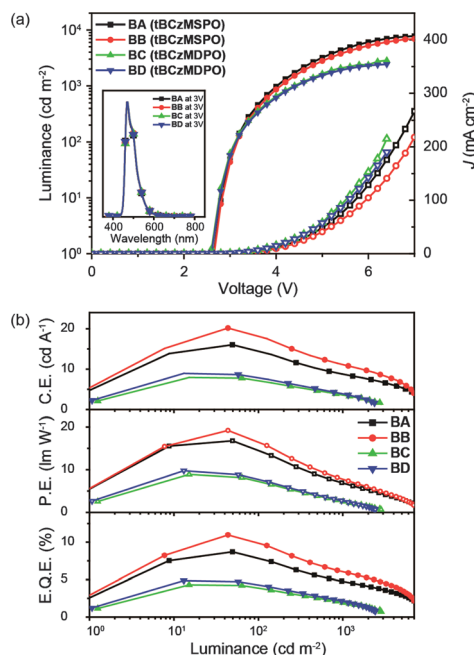 (a)
10⁴
10³
10²
10¹
10⁰
Luminance (cd m⁻²)
BA (tBCzMSPO)
BB (tBCzMSPO)
BC (tBCzMDPO)
BD (tBCzMDPO)
BA at 3V
BB at 3V
BC at 3V
BD at 3V
400 600 800
Wavelength (nm)
400
300
200
100
0
J (mA cm⁻²)
0 2 4 6
Voltage (V)
(b)
20
10
0
C.E. (cd A⁻¹)
20
10
0
P.E. (lm W⁻¹)
BA
BB
BC
BD
10
5
0
E.Q.E. (%)
10⁰ 10¹ 10² 10³
Luminance (cd m⁻²)